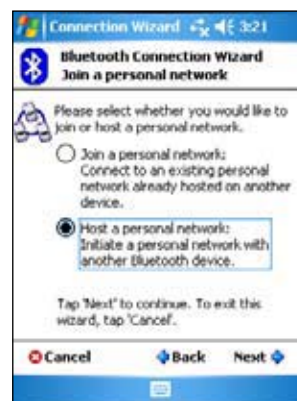 Connection Wizard 3:21
Bluetooth Connection Wizard
Join a personal network
Please select whether you would like to
join or host a personal network.
Join a personal network:
Connect to an existing personal
network already hosted on another
device.
Host a personal network:
Initiate a personal network with
another Bluetooth device.
Tap 'Next' to continue. To exit this
wizard, tap 'Cancel'.
Cancel Back Next